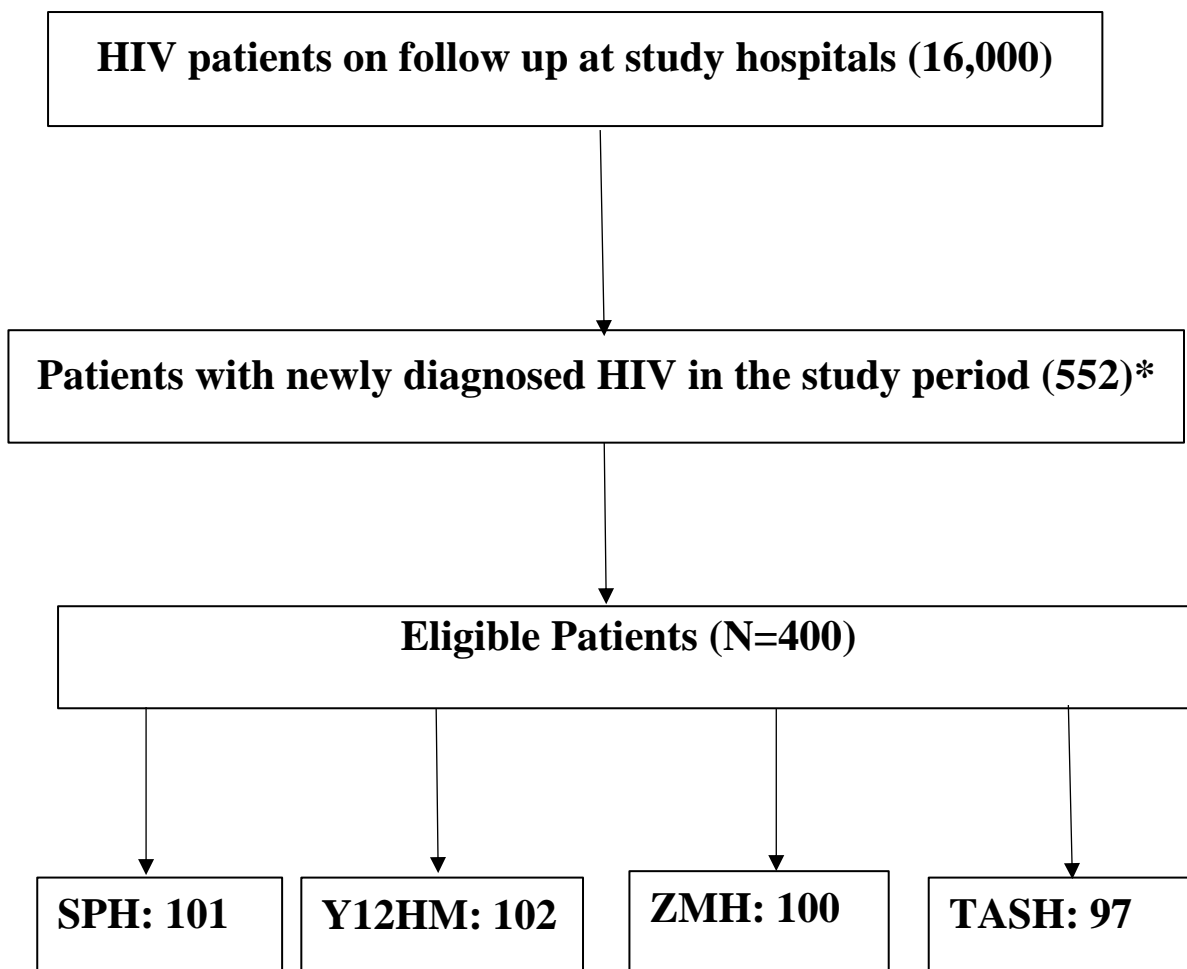 HIV patients on follow up at study hospitals (16,000)
Patients with newly diagnosed HIV in the study period (552)*
Eligible Patients (N=400)
SPH: 101
Y12HM: 102
ZMH: 100
TASH: 97